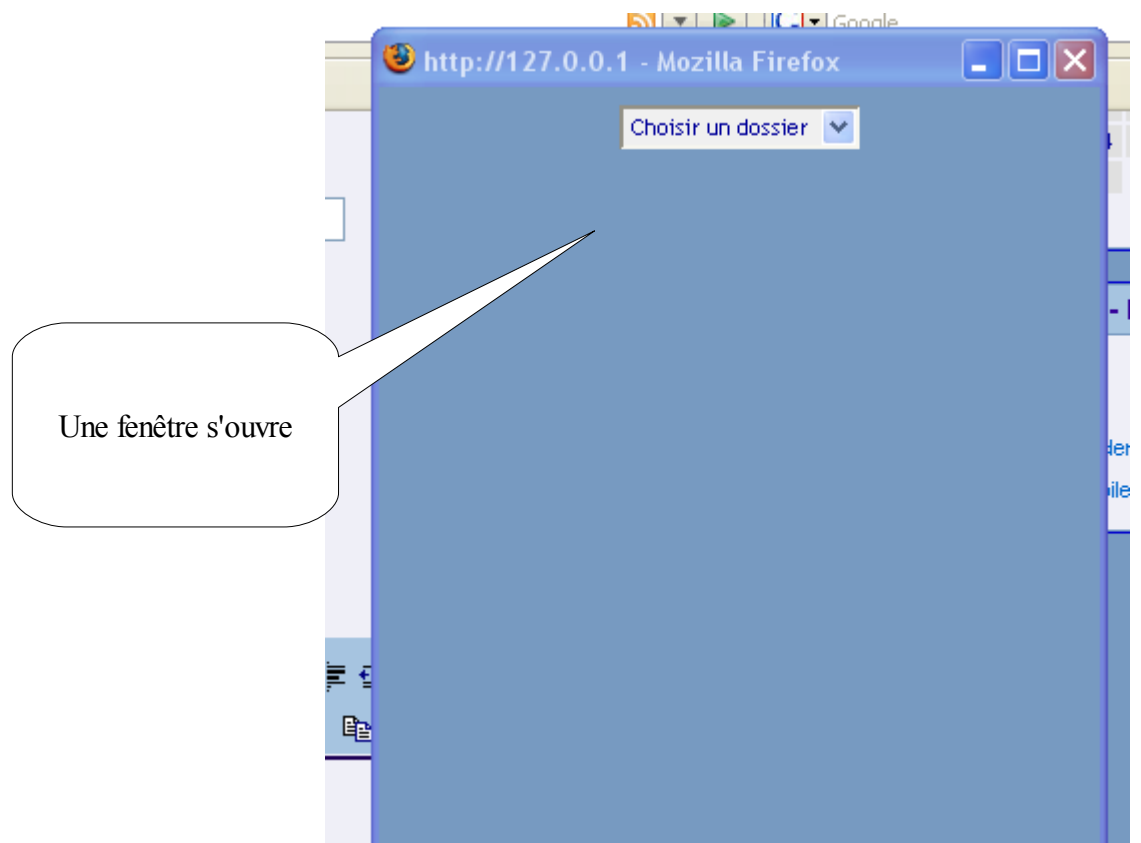 Google
http://127.0.0.1 - Mozilla Firefox
Choisir un dossier
Une fenêtre s'ouvre